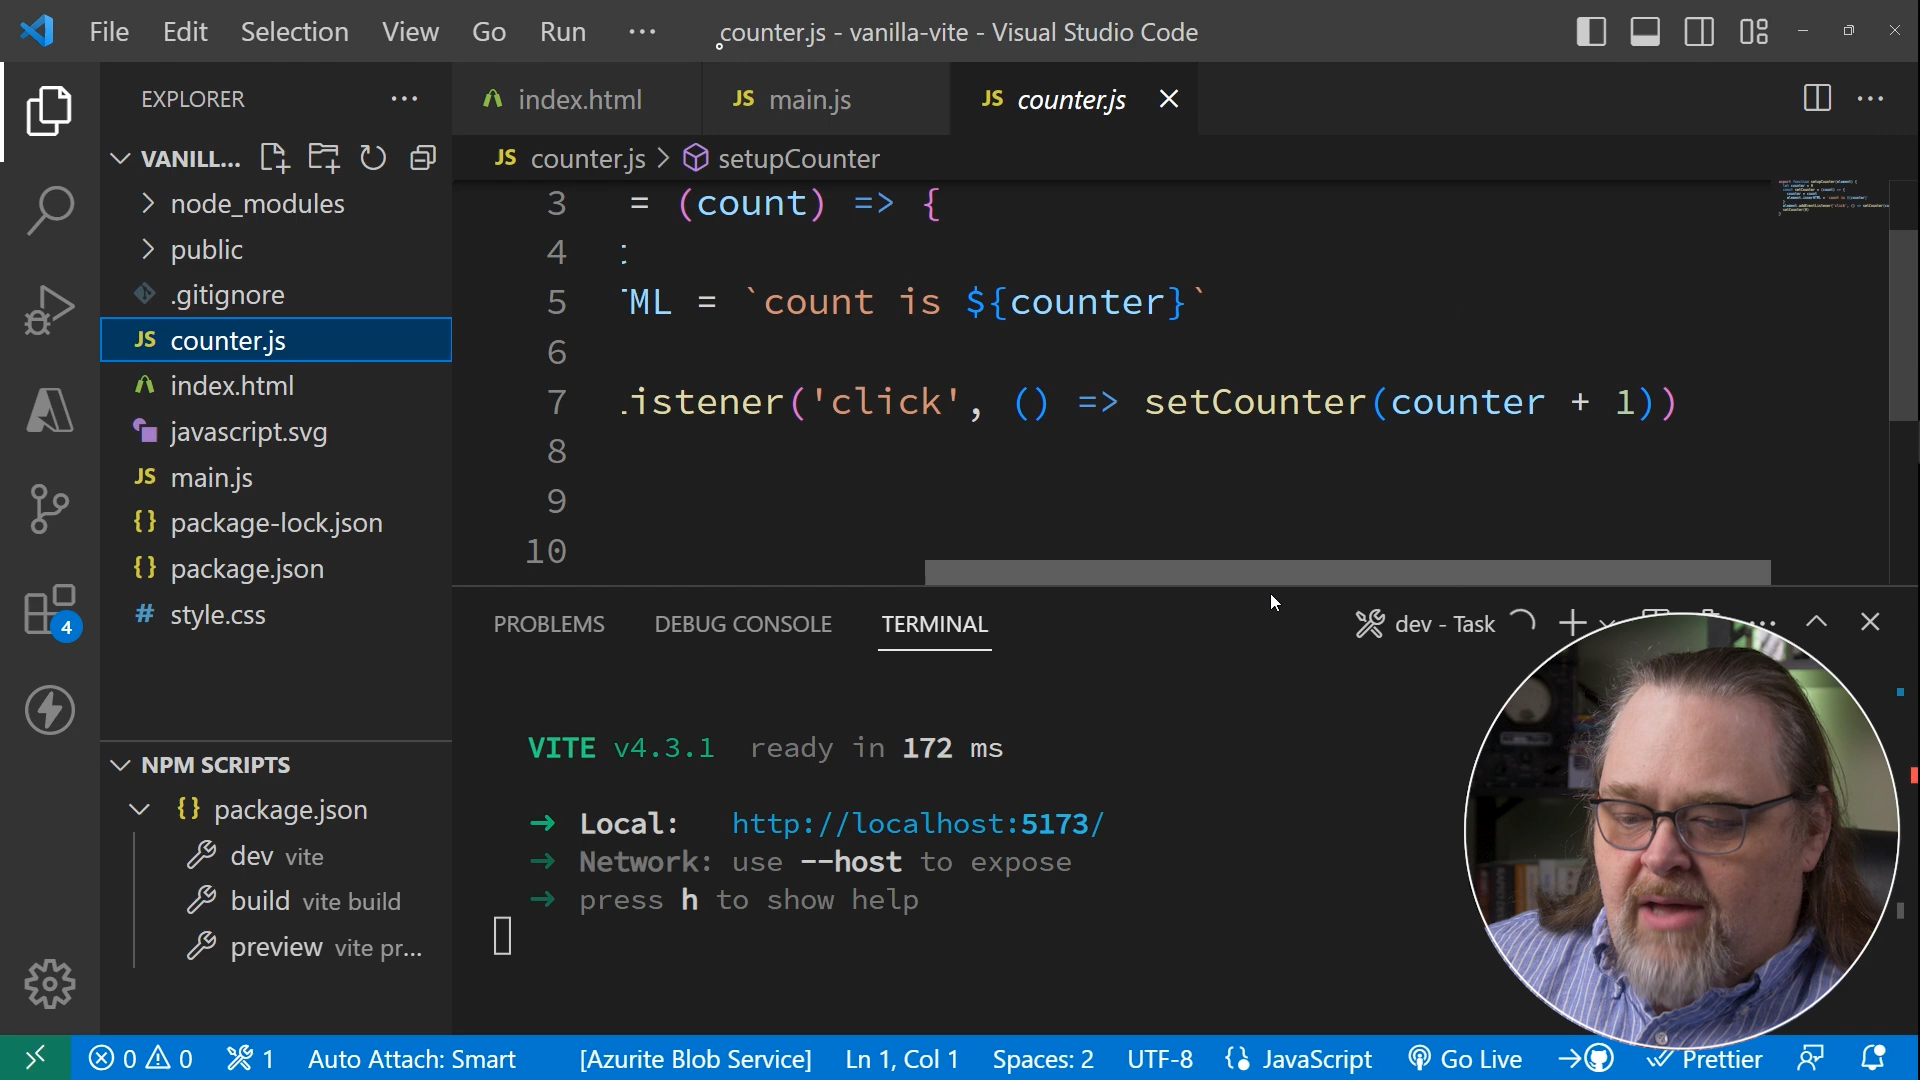 File Edit Selection View Go Run ··· counter.js - vanilla-vite - Visual Studio Code
EXPLORER ···
VANILL...
node_modules
public
.gitignore
JS counter.js
index.html
javascript.svg
JS main.js
{} package-lock.json
{} package.json
# style.css
4
NPM SCRIPTS
{} package.json
dev vite
build vite build
preview vite pr...
index.html JS main.js JS counter.js
JS counter.js > setupCounter
3 = (count) => {
4
5 ML = `count is ${counter}`
6
7 istener('click', () => setCounter(counter + 1))
8
9
10
PROBLEMS DEBUG CONSOLE TERMINAL dev - Task
VITE v4.3.1 ready in 172 ms
➜ Local: http://localhost:5173/
➜ Network: use --host to expose
➜ press h to show help
0 0 1 Auto Attach: Smart [Azurite Blob Service] Ln 1, Col 1 Spaces: 2 UTF-8 {} JavaScript Go Live Prettier